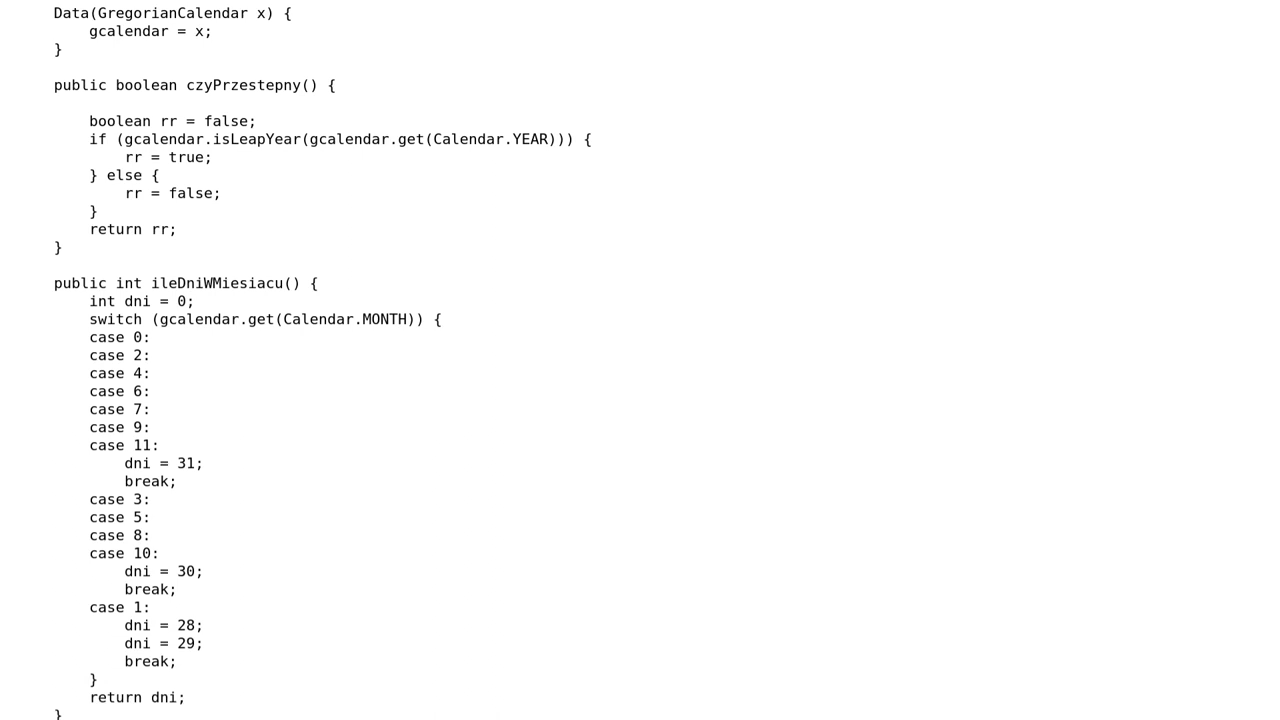 Data(GregorianCalendar x) {
gcalendar = x;
}
public boolean czyPrzestepny() {
boolean rr = false;
if (gcalendar.isLeapYear(gcalendar.get(Calendar.YEAR))) {
rr = true;
} else {
rr = false;
}
return rr;
}
public int ileDniWMiesiacu() {
int dni = 0;
switch (gcalendar.get(Calendar.MONTH)) {
case 0:
case 2:
case 4:
case 6:
case 7:
case 9:
case 11:
dni = 31;
break;
case 3:
case 5:
case 8:
case 10:
dni = 30;
break;
case 1:
dni = 28;
dni = 29;
break;
}
return dni;
}